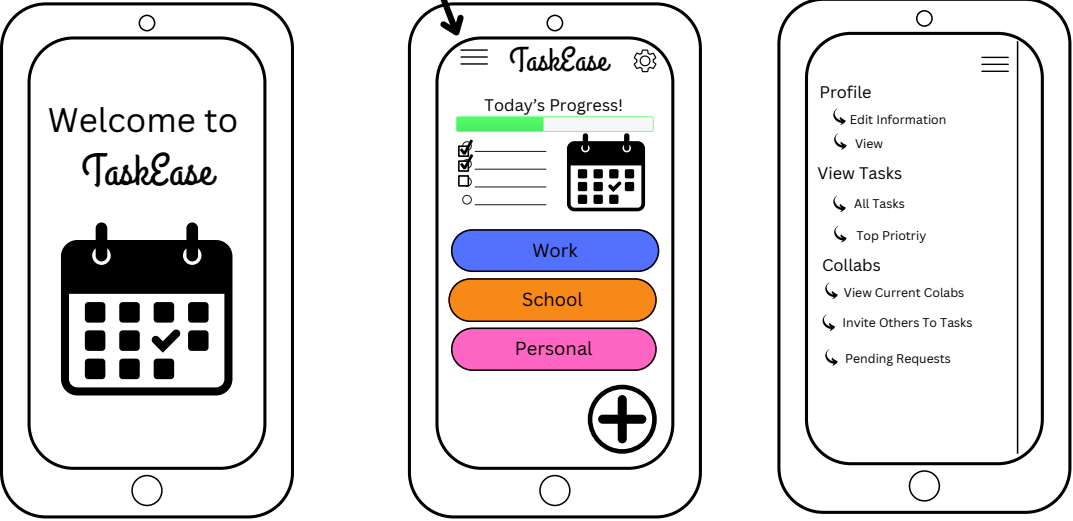 Welcome to
TaskEase
TaskEase
Today's Progress!
Work
School
Personal
Profile
Edit Information
View
View Tasks
All Tasks
Top Priotriy
Collabs
View Current Colabs
Invite Others To Tasks
Pending Requests